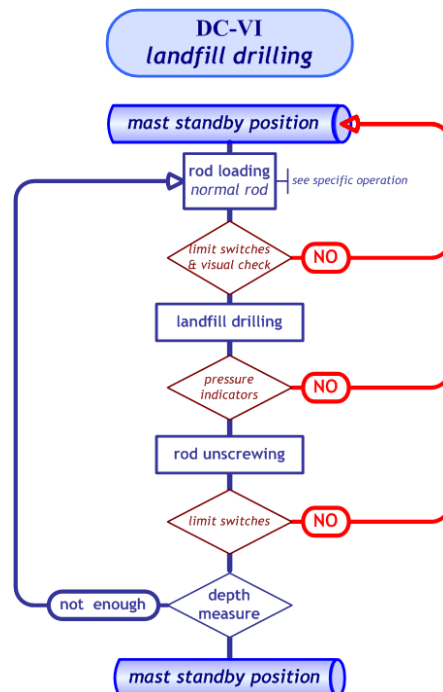 DC-VI
landfill drilling
mast standby position
rod loading
normal rod
see specific operation
limit switches
& visual check
NO
landfill drilling
pressure
indicators
NO
rod unscrewing
limit switches
NO
depth
measure
not enough
mast standby position